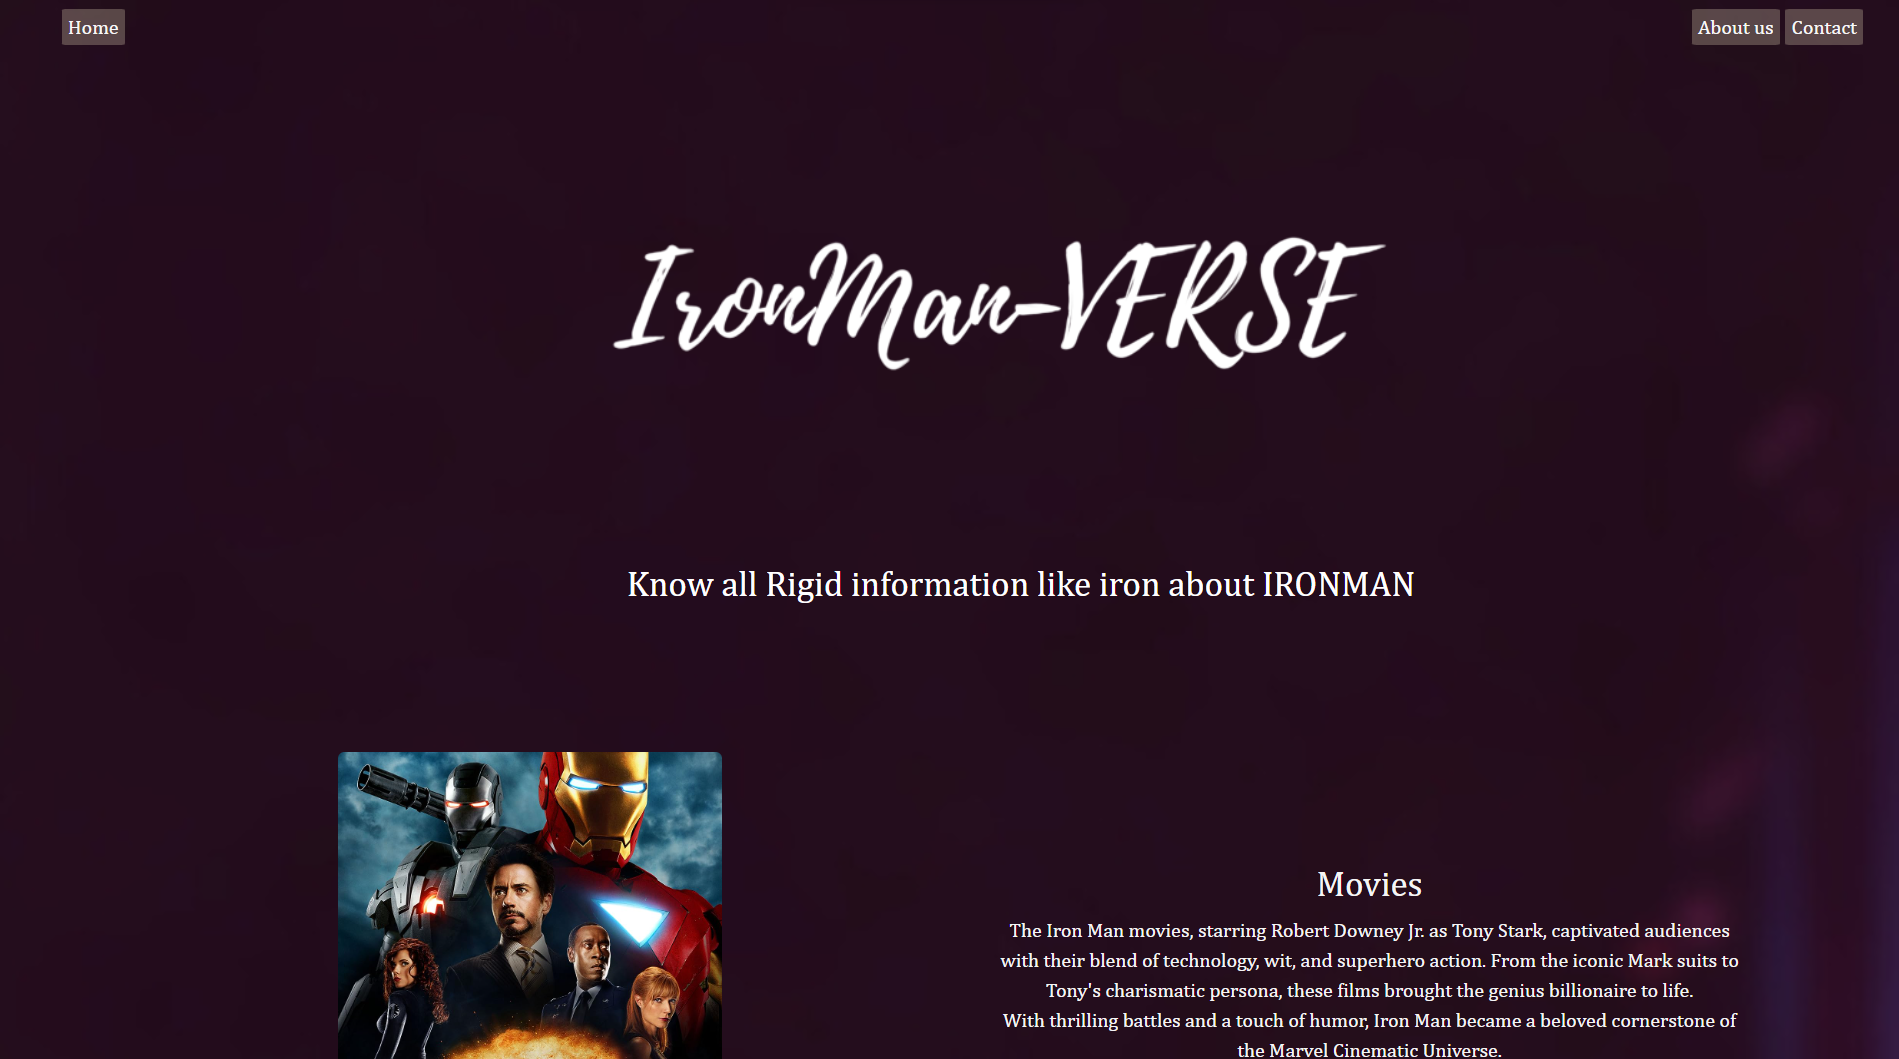 Home
About us
Contact
IronMan-VERSE
Know all Rigid information like iron about IRONMAN
Movies
The Iron Man movies, starring Robert Downey Jr. as Tony Stark, captivated audiences
with their blend of technology, wit, and superhero action. From the iconic Mark suits to
Tony's charismatic persona, these films brought the genius billionaire to life.
With thrilling battles and a touch of humor, Iron Man became a beloved cornerstone of
the Marvel Cinematic Universe.